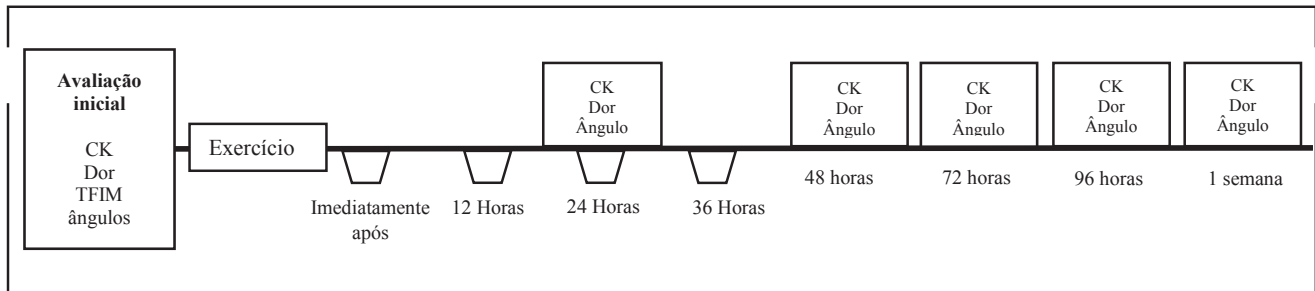 Avaliação
inicial
CK
Dor
TFIM
ângulos
Exercício
Imediatamente
após
12 Horas
CK
Dor
Ângulo
24 Horas
36 Horas
CK
Dor
Ângulo
48 horas
CK
Dor
Ângulo
72 horas
CK
Dor
Ângulo
96 horas
CK
Dor
Ângulo
1 semana